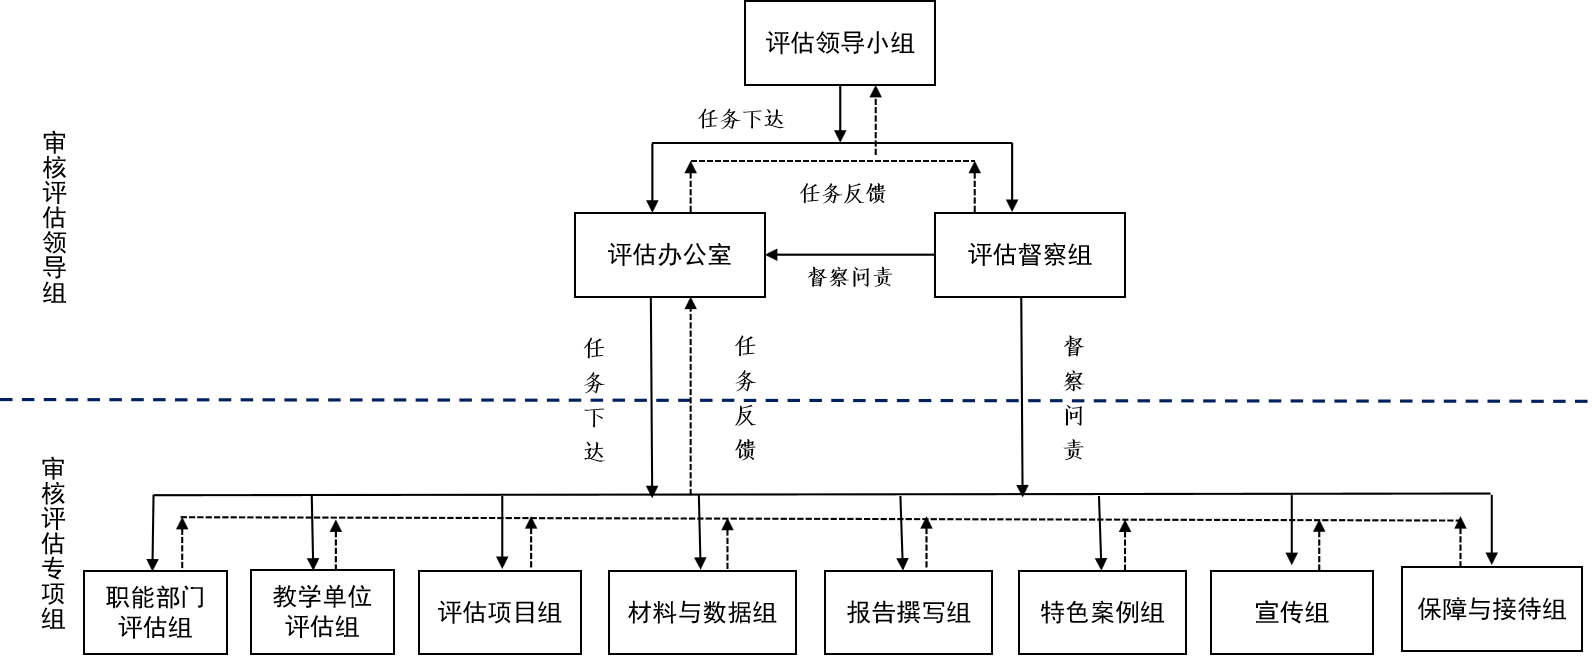 评估领导小组
任务下达
任务反馈
审核评估领导组
评估办公室
评估督察组
督察问责
任务下达
任务反馈
督察问责
审核评估专项组
职能部门
评估组
教学单位
评估组
评估项目组
材料与数据组
报告撰写组
特色案例组
宣传组
保障与接待组